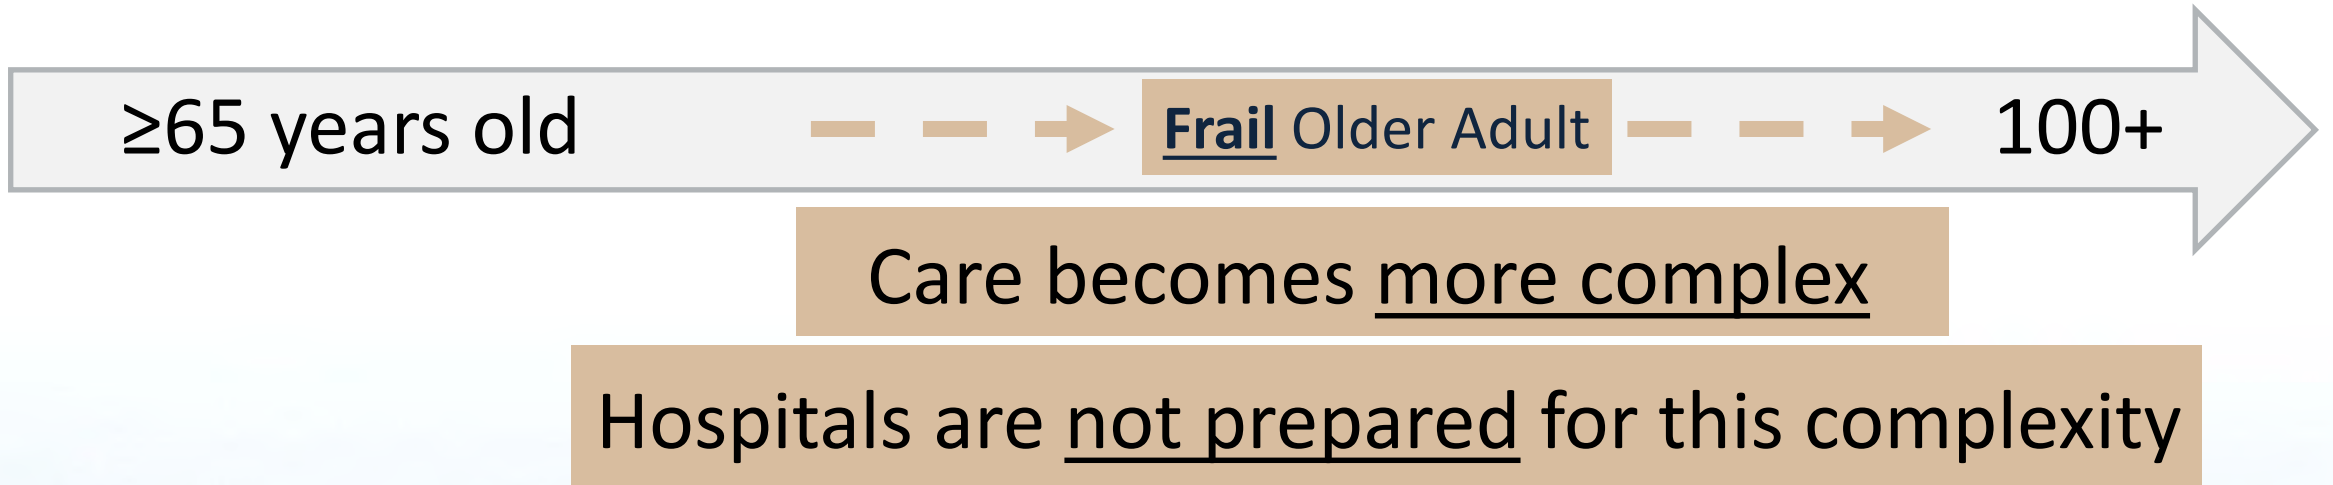 ≥65 years old Frail Older Adult 100+
Care becomes more complex
Hospitals are not prepared for this complexity